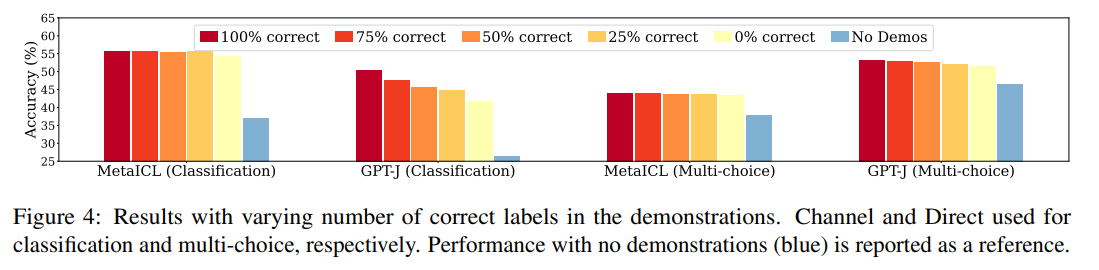 65
60
55
50
45
40
35
30
25
Accuracy (%)
100% correct 75% correct 50% correct 25% correct 0% correct No Demos
MetaICL (Classification) GPT-J (Classification) MetaICL (Multi-choice) GPT-J (Multi-choice)
Figure 4: Results with varying number of correct labels in the demonstrations. Channel and Direct used for
classification and multi-choice, respectively. Performance with no demonstrations (blue) is reported as a reference.